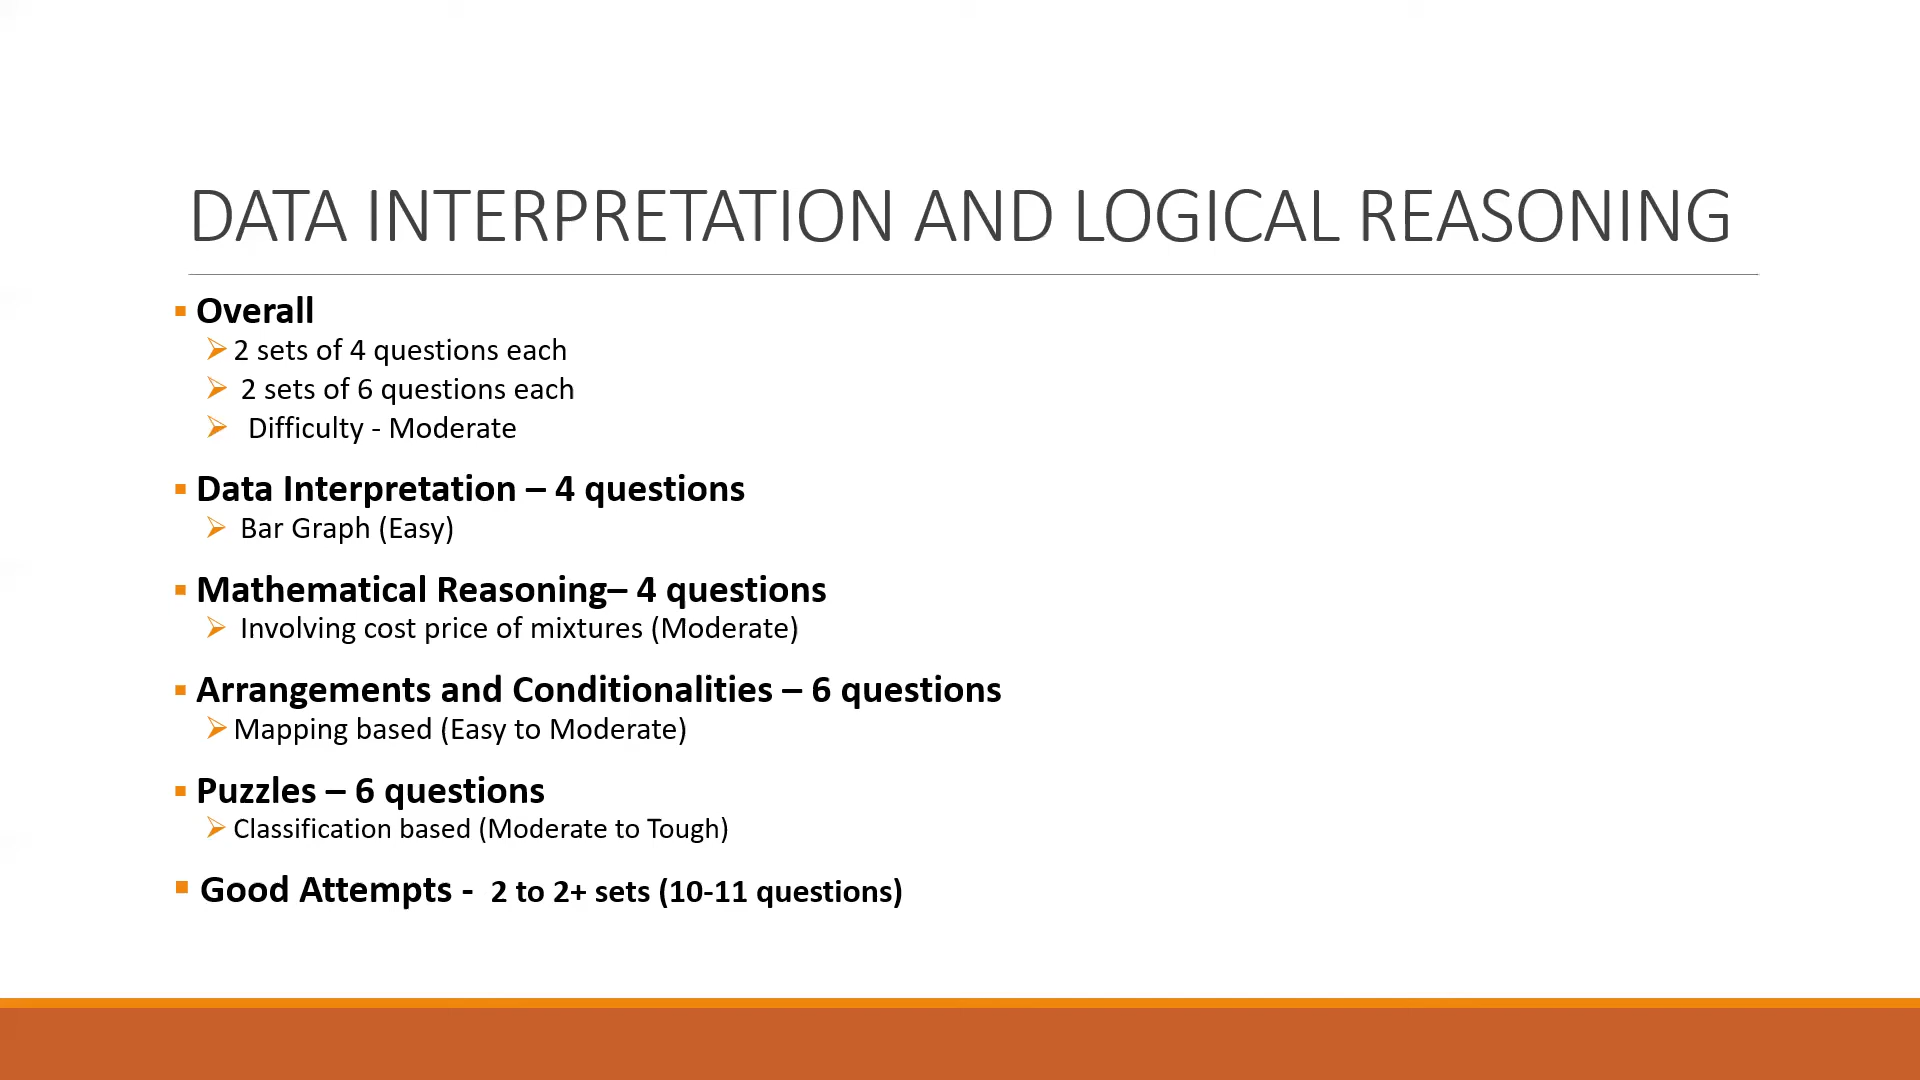 DATA INTERPRETATION AND LOGICAL REASONING
▪ Overall
➢ 2 sets of 4 questions each
➢ 2 sets of 6 questions each
➢ Difficulty - Moderate
▪ Data Interpretation – 4 questions
➢ Bar Graph (Easy)
▪ Mathematical Reasoning– 4 questions
➢ Involving cost price of mixtures (Moderate)
▪ Arrangements and Conditionalities – 6 questions
➢ Mapping based (Easy to Moderate)
▪ Puzzles – 6 questions
➢ Classification based (Moderate to Tough)
▪ Good Attempts - 2 to 2+ sets (10-11 questions)